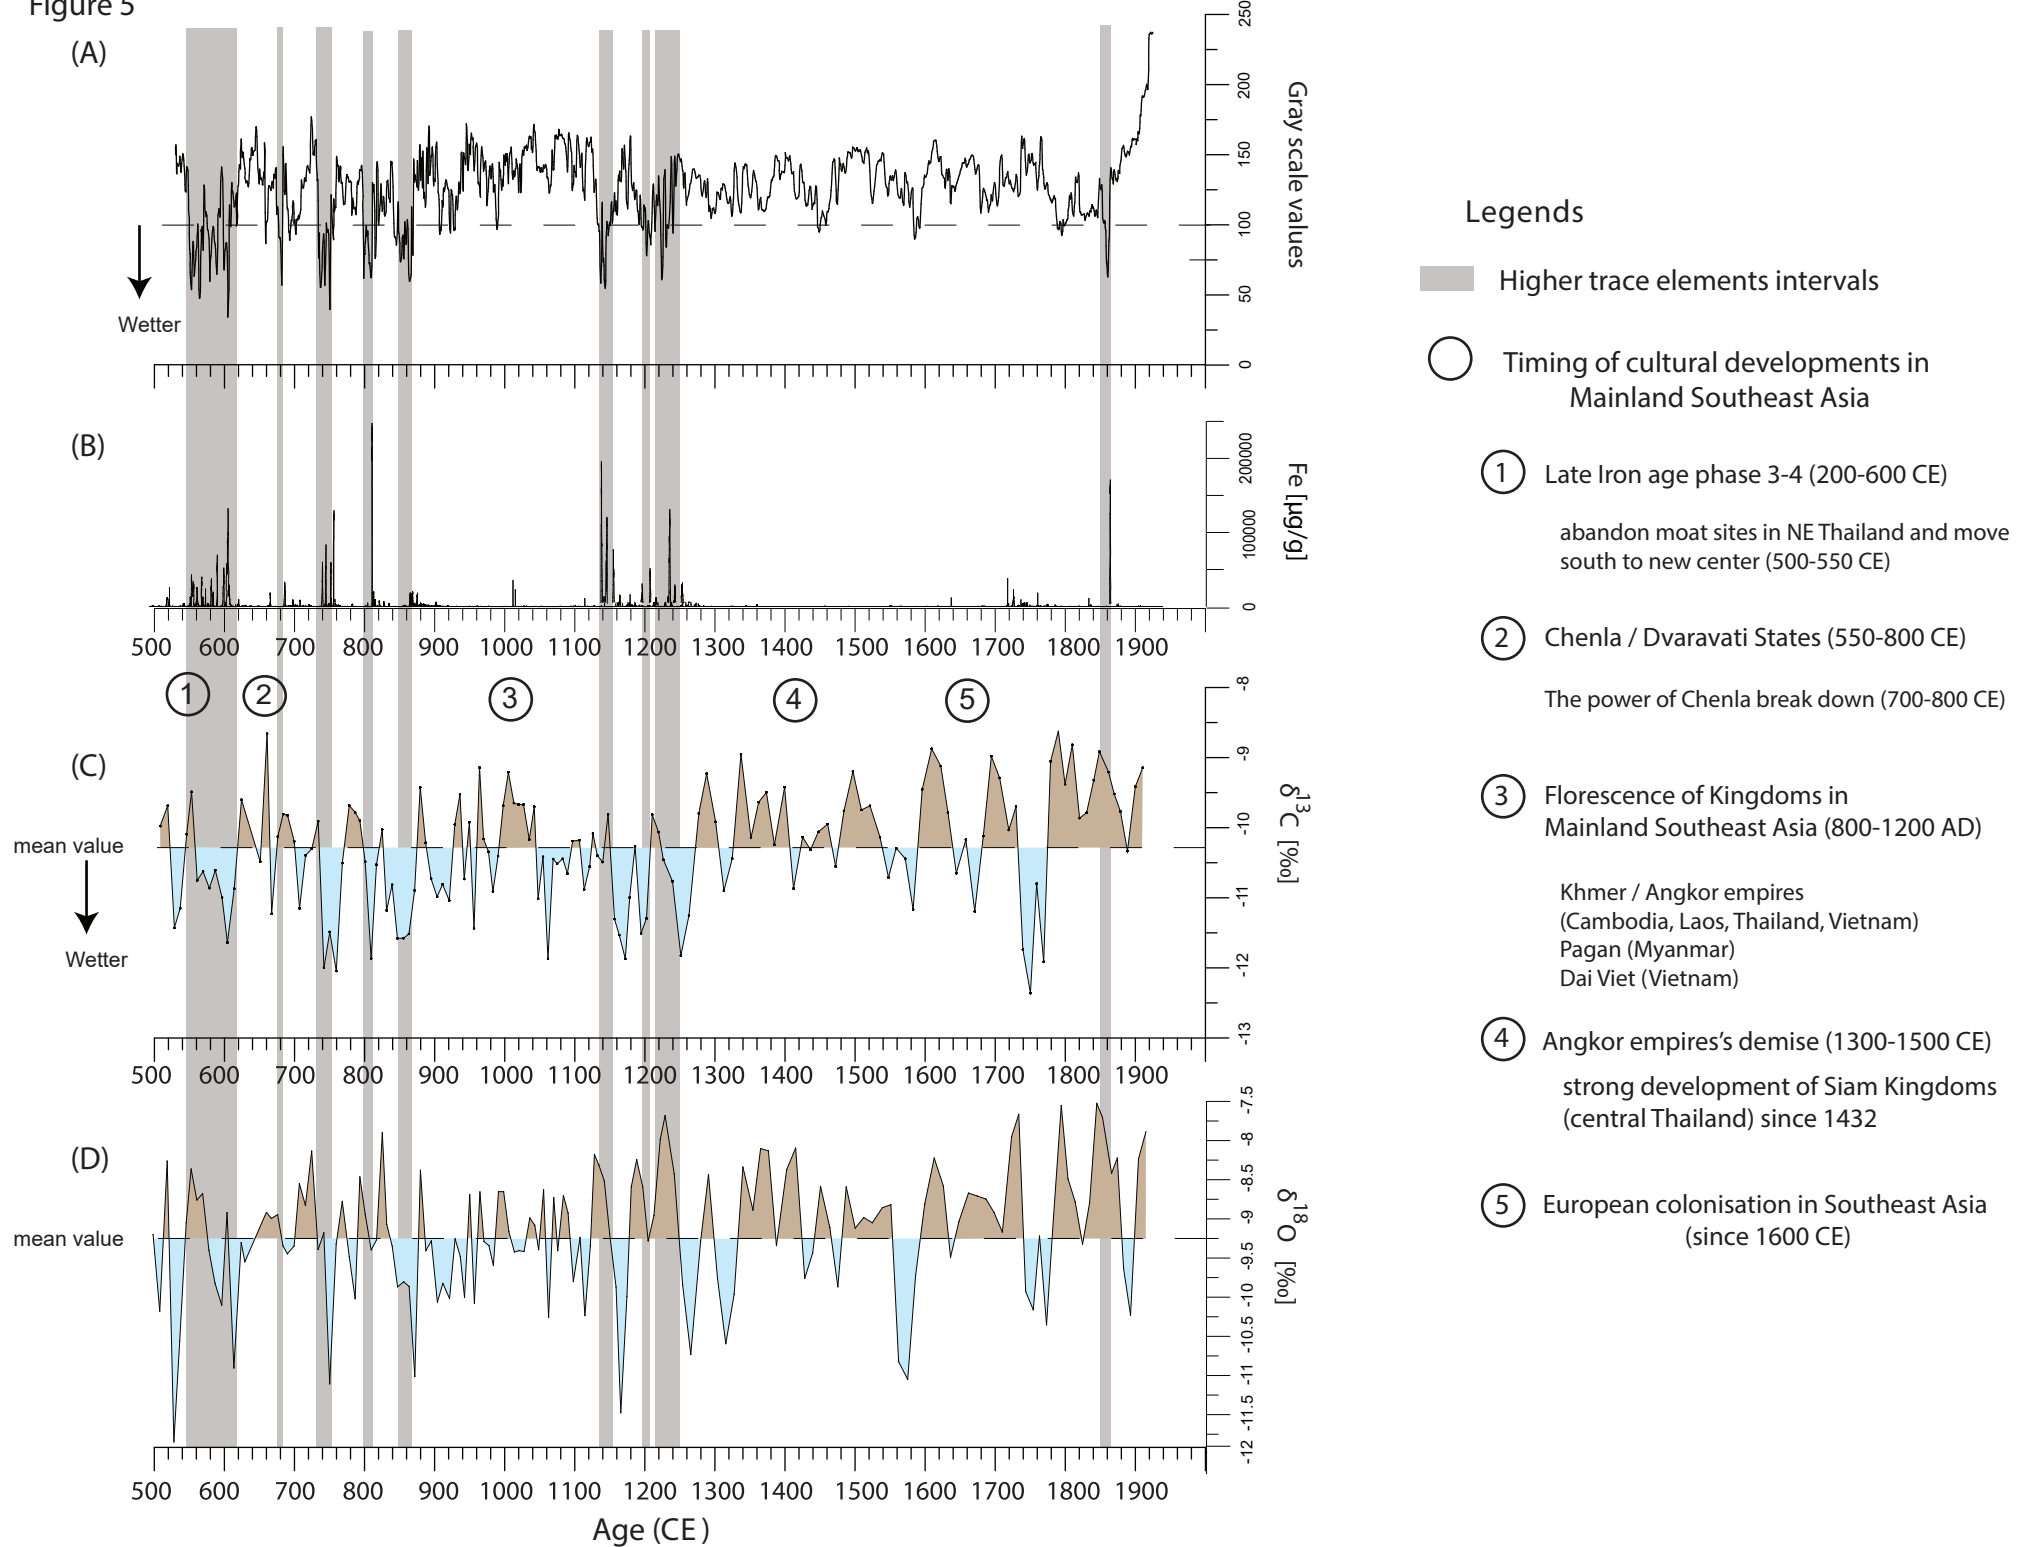 Figure 5
(A)
250
200
150
100
50
0
Gray scale values
Wetter
(B)
200000
100000
0
Fe [µg/g]
500 600 700 800 900 1000 1100 1200 1300 1400 1500 1600 1700 1800 1900
1 2 3 4 5
(C)
-8
-9
-10
-11
-12
-13
δ13C [‰]
mean value
Wetter
500 600 700 800 900 1000 1100 1200 1300 1400 1500 1600 1700 1800 1900
(D)
-7.5
-8
-8.5
-9
-9.5
-10
-10.5
-11
-11.5
-12
δ18O [‰]
mean value
500 600 700 800 900 1000 1100 1200 1300 1400 1500 1600 1700 1800 1900
Age (CE)
Legends
Higher trace elements intervals
Timing of cultural developments in
Mainland Southeast Asia
1 Late Iron age phase 3-4 (200-600 CE)
abandon moat sites in NE Thailand and move
south to new center (500-550 CE)
2 Chenla / Dvaravati States (550-800 CE)
The power of Chenla break down (700-800 CE)
3 Florescence of Kingdoms in
Mainland Southeast Asia (800-1200 AD)
Khmer / Angkor empires
(Cambodia, Laos, Thailand, Vietnam)
Pagan (Myanmar)
Dai Viet (Vietnam)
4 Angkor empires's demise (1300-1500 CE)
strong development of Siam Kingdoms
(central Thailand) since 1432
5 European colonisation in Southeast Asia
(since 1600 CE)